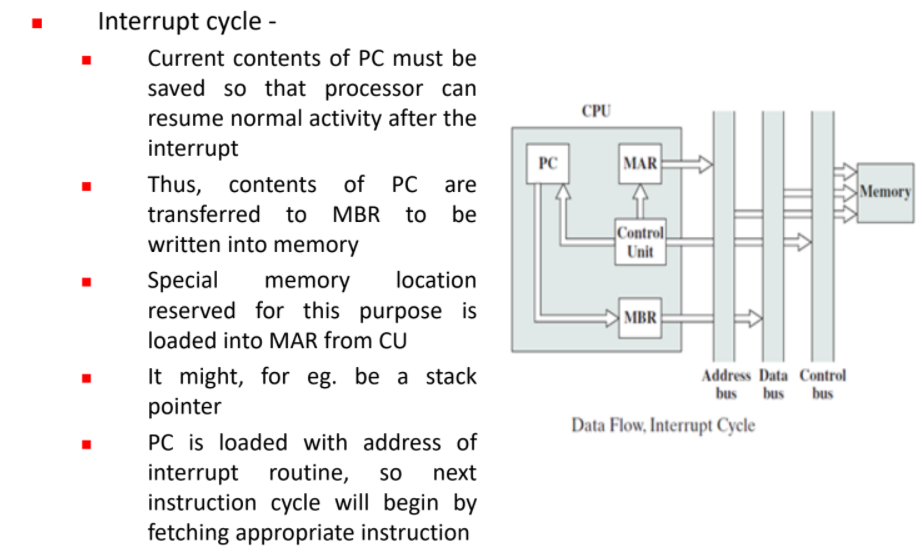 Interrupt cycle -
Current contents of PC must be
saved so that processor can
resume normal activity after the
interrupt
Thus, contents of PC are
transferred to MBR to be
written into memory
Special memory location
reserved for this purpose is
loaded into MAR from CU
It might, for eg. be a stack
pointer
PC is loaded with address of
interrupt routine, so next
instruction cycle will begin by
fetching appropriate instruction
CPU
PC
MAR
Memory
Control
Unit
MBR
Address Data Control
bus bus bus
Data Flow, Interrupt Cycle